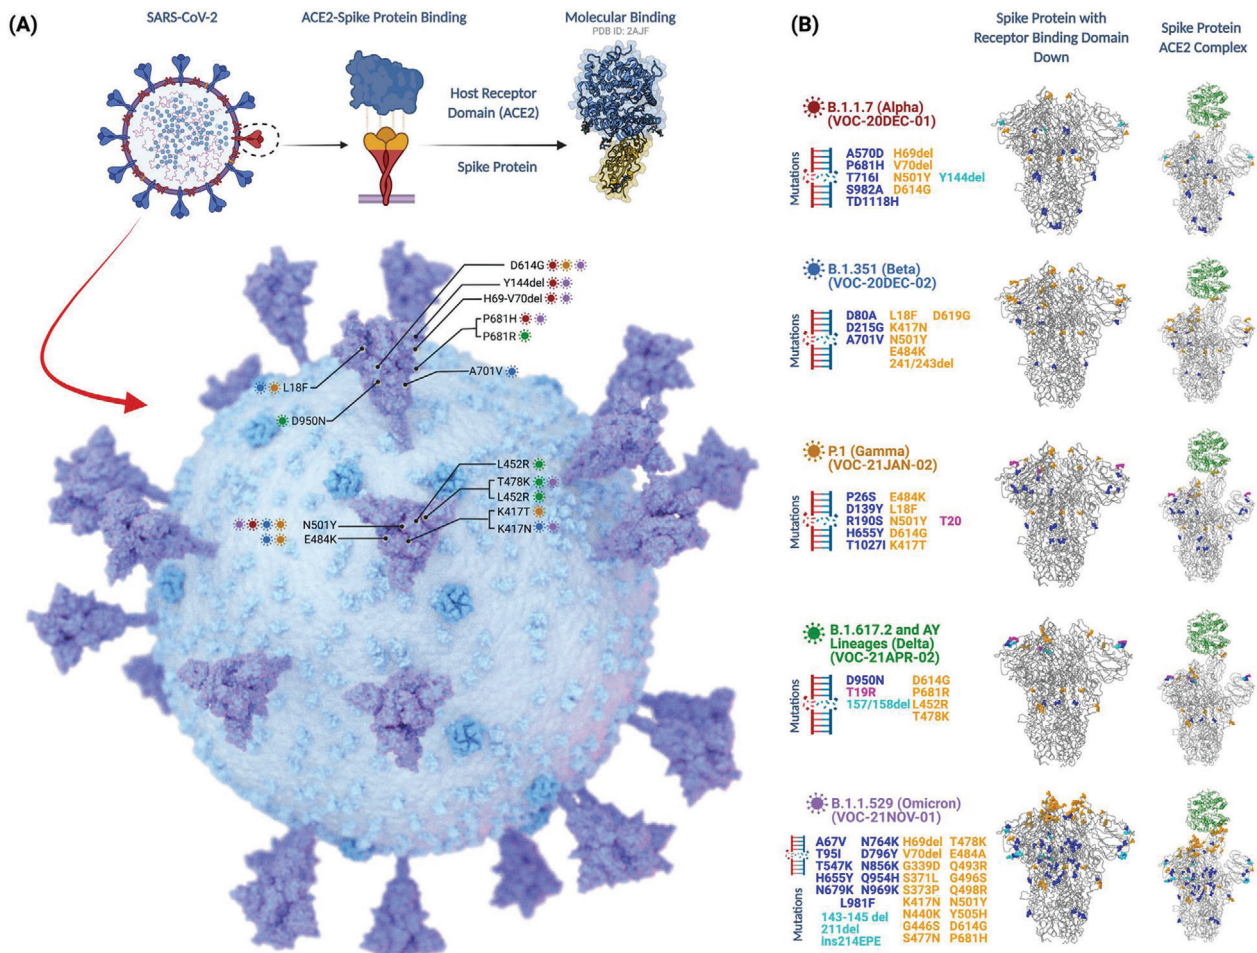 (A)
SARS-CoV-2
ACE2-Spike Protein Binding
Molecular Binding
PDB ID: 2AJF
Host Receptor
Domain (ACE2)
Spike Protein
D614G
Y144del
H69-V70del
P681H
P681R
A701V
L18F
D950N
L452R
T478K
L452R
K417T
K417N
N501Y
E484K
(B)
Spike Protein with
Receptor Binding Domain
Down
Spike Protein
ACE2 Complex
B.1.1.7 (Alpha)
(VOC-20DEC-01)
Mutations
A570D H69del
P681H V70del
T716I N501Y Y144del
S982A D614G
TD1118H
B.1.351 (Beta)
(VOC-20DEC-02)
Mutations
D80A L18F D619G
D215G K417N
A701V N501Y
E484K
241/243del
P.1 (Gamma)
(VOC-21JAN-02)
Mutations
P26S E484K
D139Y L18F
R190S N501Y T20
H655Y D614G
T1027I K417T
B.1.617.2 and AY
Lineages (Delta)
(VOC-21APR-02)
Mutations
D950N D614G
T19R P681R
157/158del L452R
T478K
B.1.1.529 (Omicron)
(VOC-21NOV-01)
Mutations
A67V N764K H69del T478K
T95I D796Y V70del E484A
T547K N856K G339D Q493R
H655Y Q954H S371L G496S
N679K N969K S373P Q498R
L981F K417N N501Y
143-145 del N440K Y505H
211del G446S D614G
Ins214EPE S477N P681H